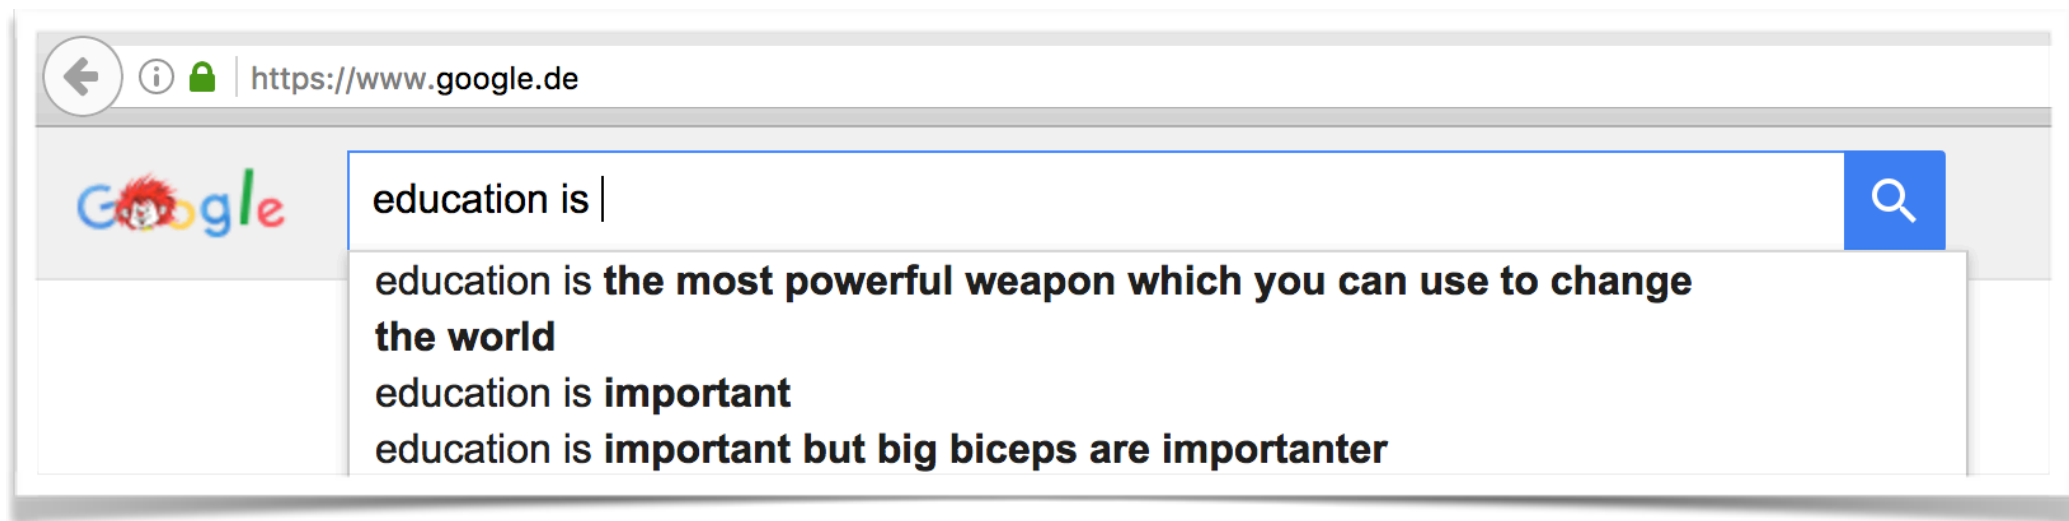 https://www.google.de
Google
education is
education is the most powerful weapon which you can use to change
the world
education is important
education is important but big biceps are importanter